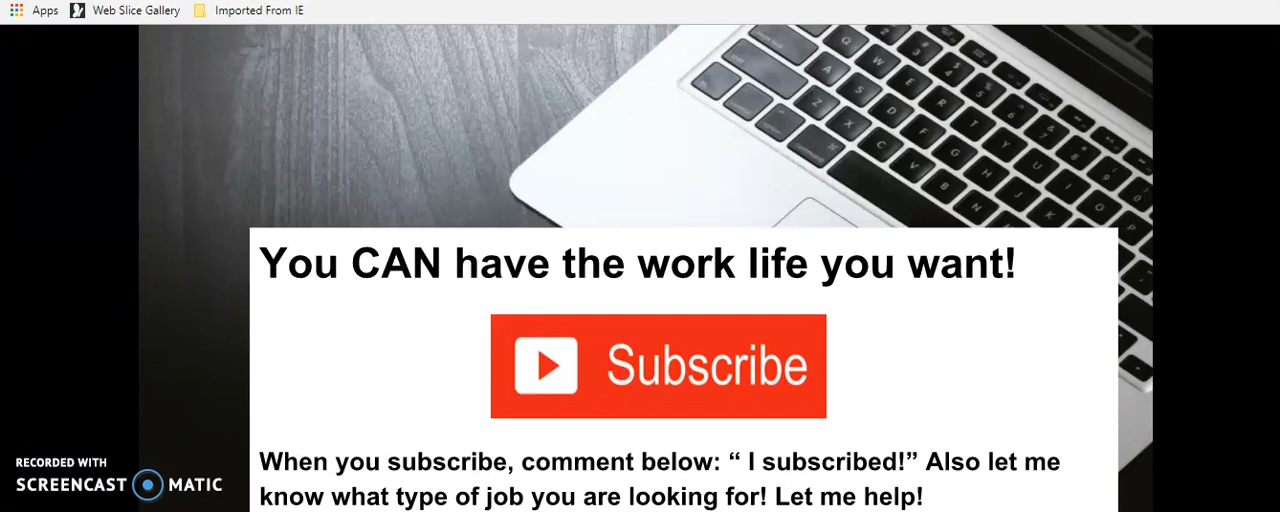 Apps Web Slice Gallery Imported From IE
You CAN have the work life you want!
Subscribe
When you subscribe, comment below: “ I subscribed!” Also let me
know what type of job you are looking for! Let me help!
RECORDED WITH
SCREENCAST MATIC